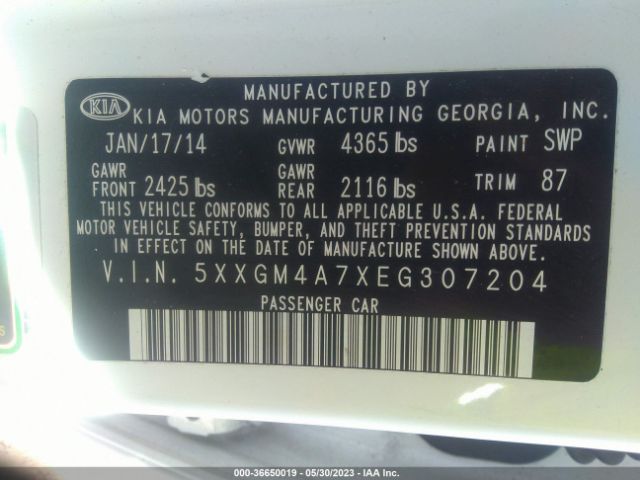 MANUFACTURED BY
KIA
KIA MOTORS MANUFACTURING GEORGIA, INC.
JAN/17/14 GVWR 4365 lbs PAINT SWP
GAWR FRONT 2425 lbs GAWR REAR 2116 lbs TRIM 87
THIS VEHICLE CONFORMS TO ALL APPLICABLE U.S.A. FEDERAL
MOTOR VEHICLE SAFETY, BUMPER, AND THEFT PREVENTION STANDARDS
IN EFFECT ON THE DATE OF MANUFACTURE SHOWN ABOVE.
V.I.N. 5XXGM4A7XEG307204
PASSENGER CAR
000-36650019 - 05/30/2023 - IAA Inc.